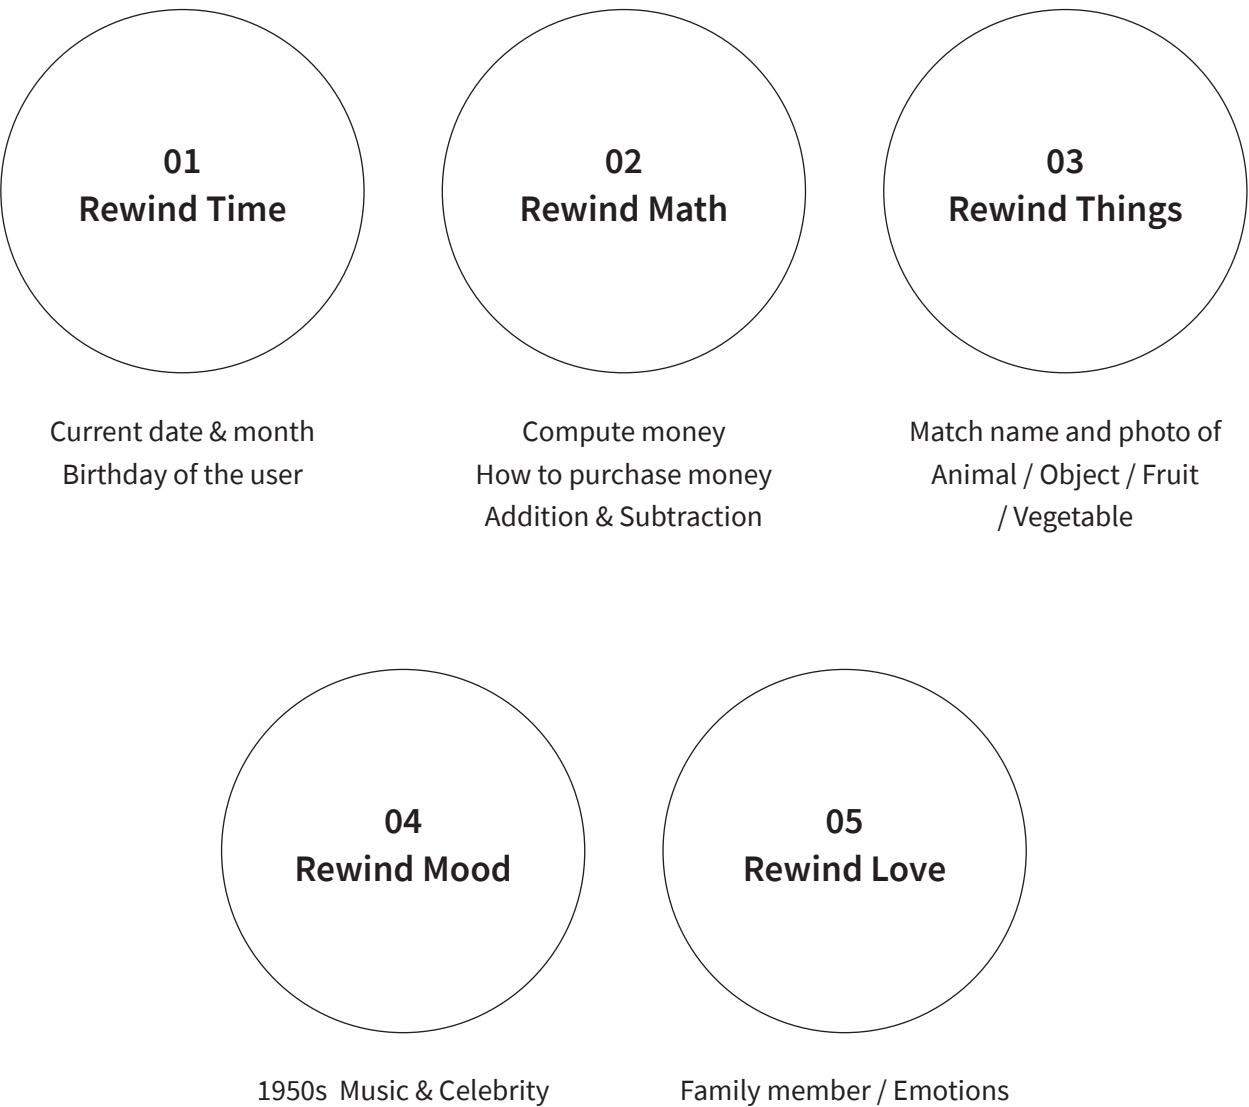 01
Rewind Time
02
Rewind Math
03
Rewind Things
Current date & month
Birthday of the user
Compute money
How to purchase money
Addition & Subtraction
Match name and photo of
Animal / Object / Fruit
/ Vegetable
04
Rewind Mood
05
Rewind Love
1950s  Music & Celebrity
Family member / Emotions